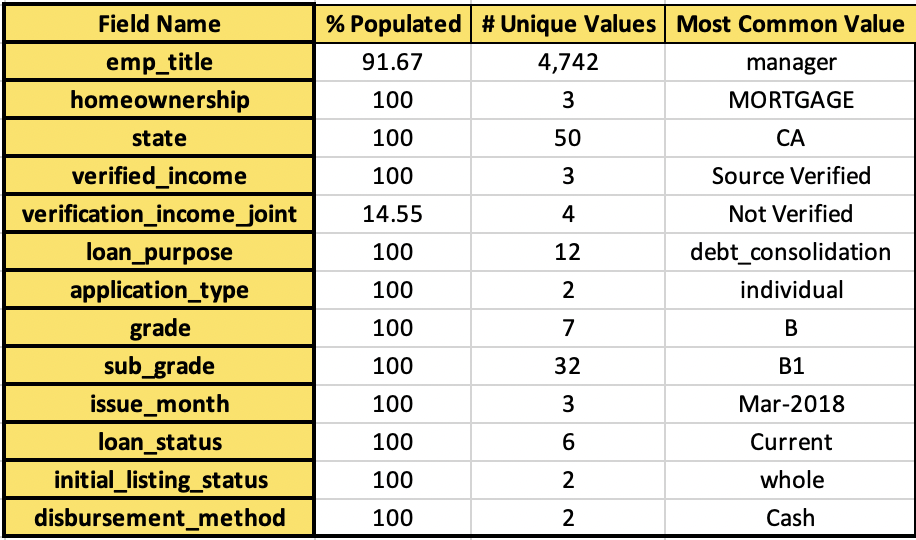 Field Name % Populated # Unique Values Most Common Value
emp_title 91.67 4,742 manager
homeownership 100 3 MORTGAGE
state 100 50 CA
verified_income 100 3 Source Verified
verification_income_joint 14.55 4 Not Verified
loan_purpose 100 12 debt_consolidation
application_type 100 2 individual
grade 100 7 B
sub_grade 100 32 B1
issue_month 100 3 Mar-2018
loan_status 100 6 Current
initial_listing_status 100 2 whole
disbursement_method 100 2 Cash